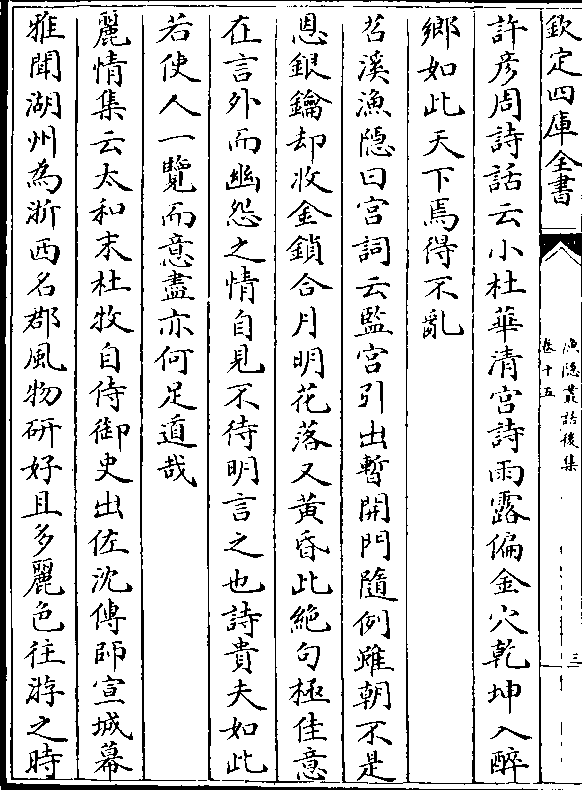 欽定四庫全書
漁隱叢話後集
卷十五
三
許彦周詩話云小杜華清宫詩雨露偏金穴乾坤入醉
鄉如此天下焉得不亂
苕溪漁隱曰宫詞云監宫引出暫開門隨例雖朝不是
恩銀鑰却收金鎖合月明花落又黄昏此絶句極佳意
在言外而幽怨之情自見不待明言之也詩貴夫如此
若使人一覽而意盡亦何足道哉
麗情集云太和末杜牧自侍御史出佐沈傳師宣城幕
雅聞湖州為浙西名郡風物研好且多麗色往游之時